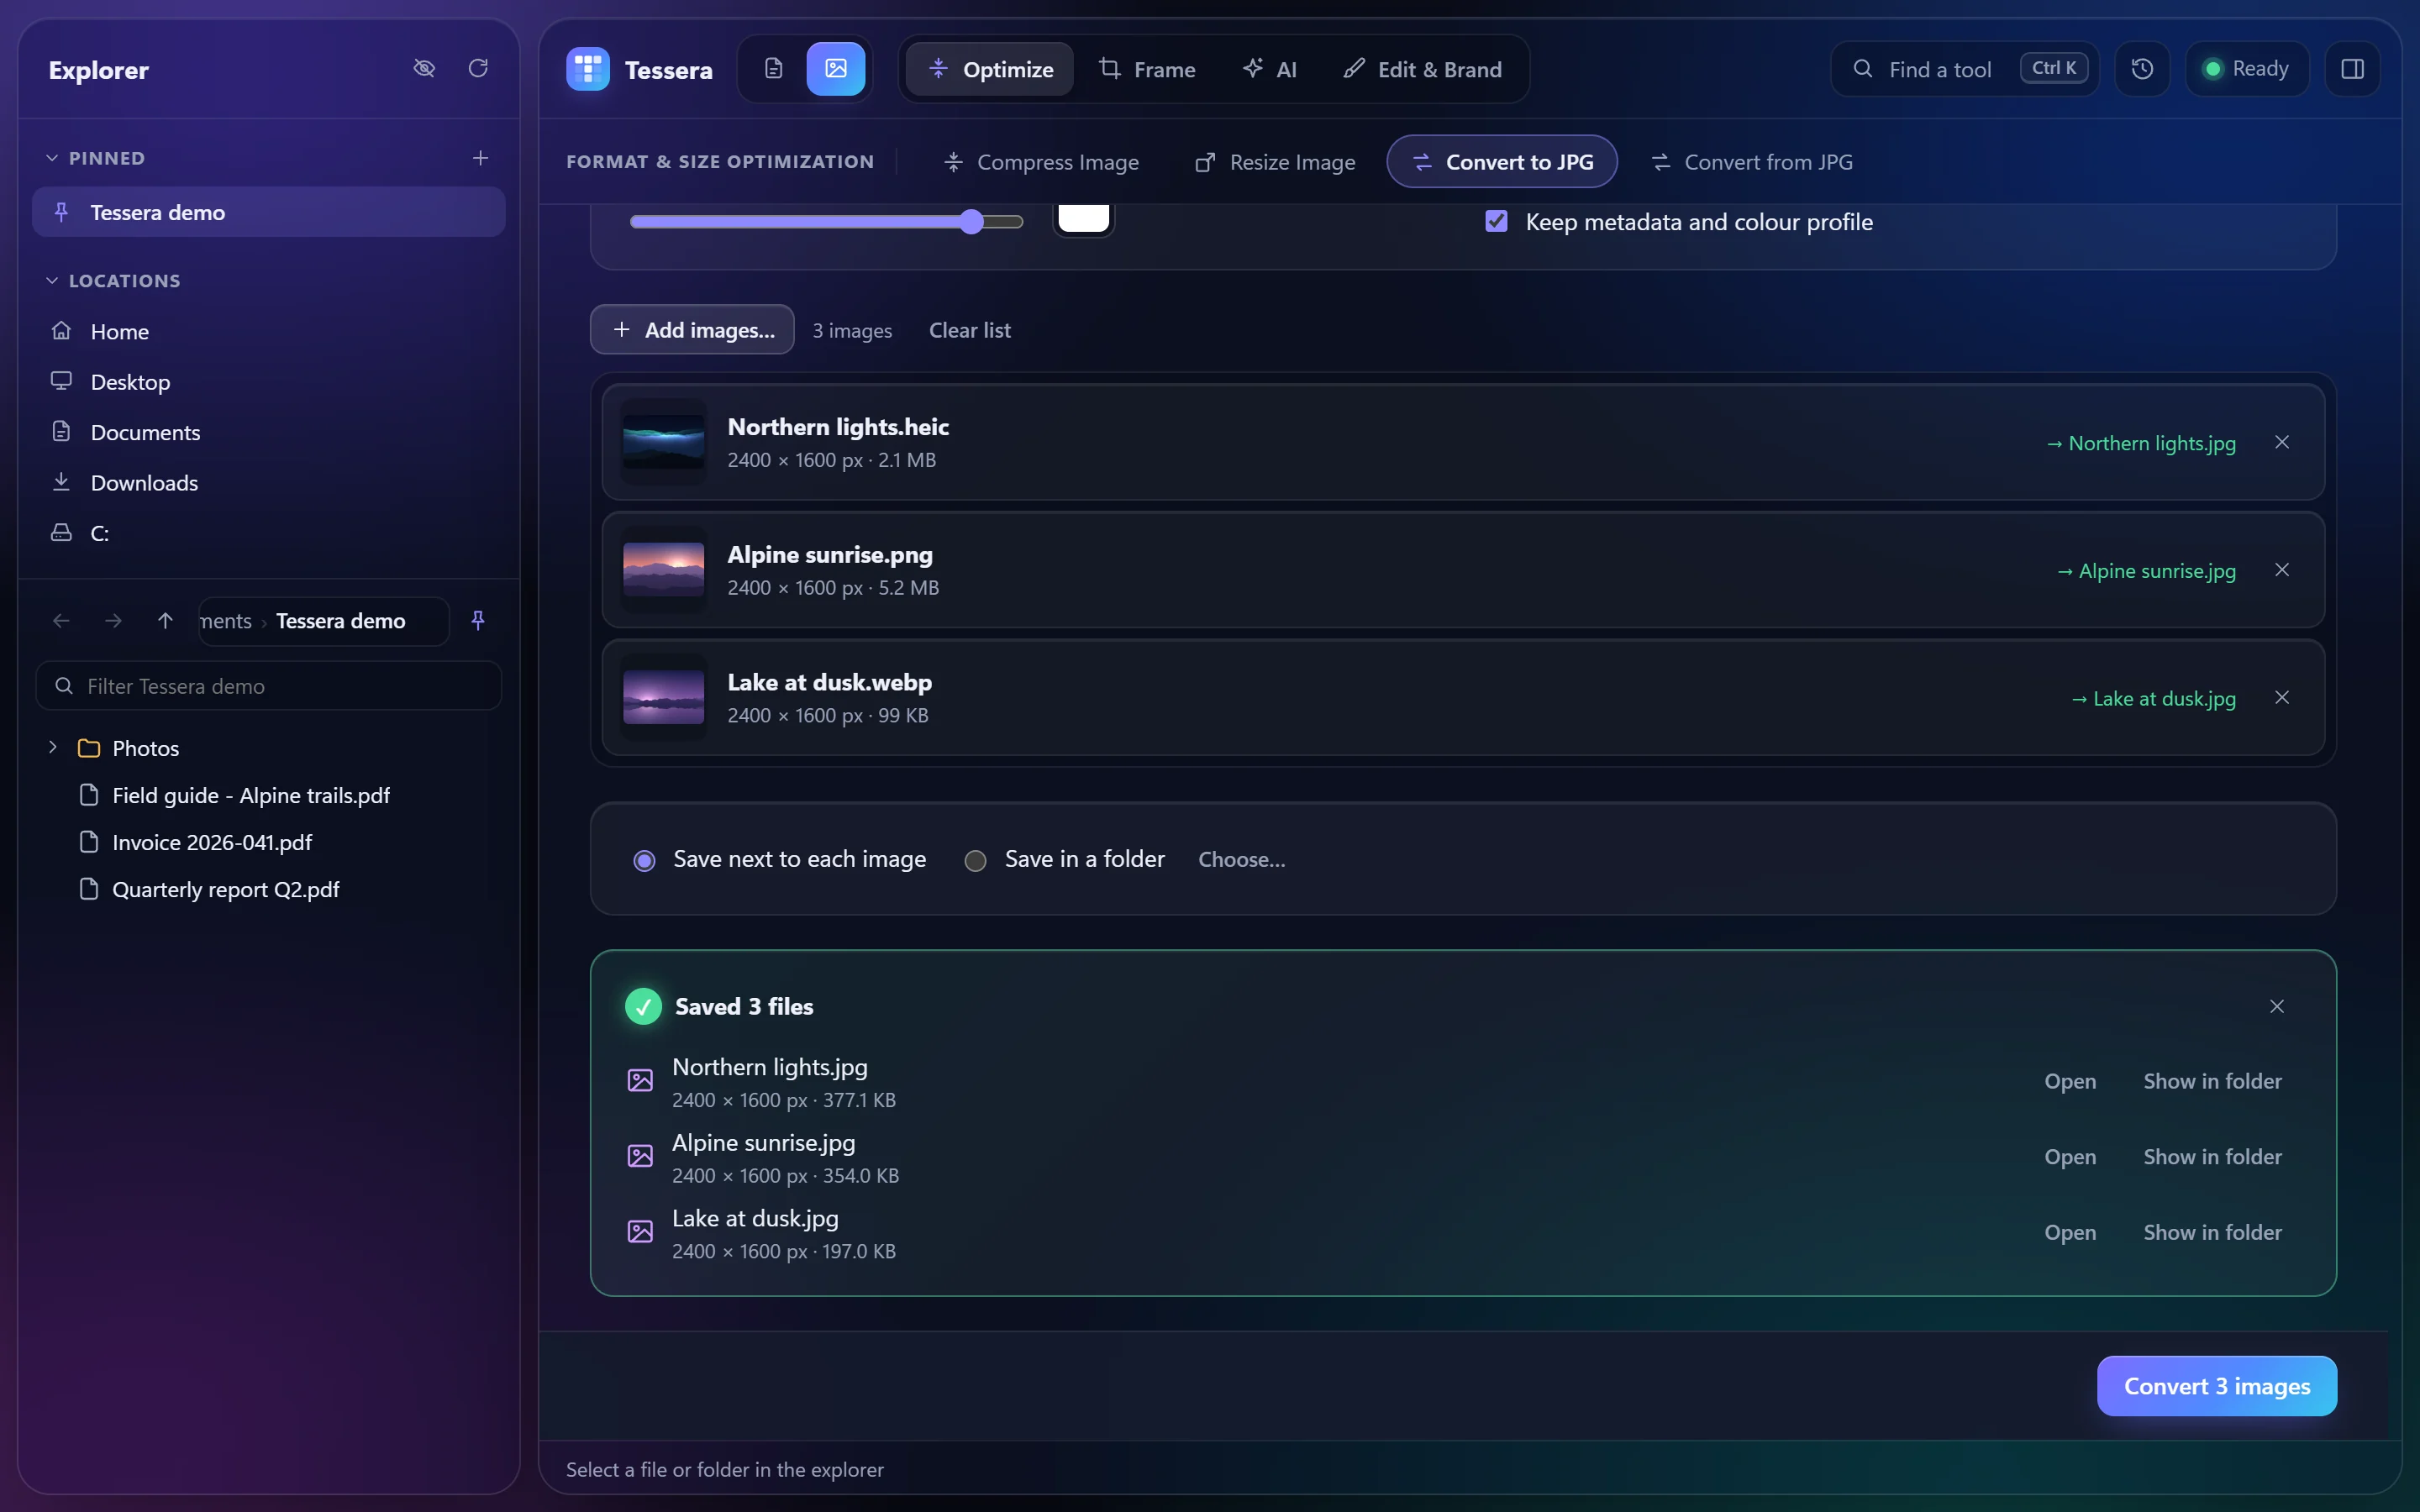 Explorer
PINNED
Tessera demo
LOCATIONS
Home
Desktop
Documents
Downloads
C:
ments › Tessera demo
Filter Tessera demo
Photos
Field guide - Alpine trails.pdf
Invoice 2026-041.pdf
Quarterly report Q2.pdf
Tessera
Optimize
Frame
AI
Edit & Brand
Find a tool
Ctrl K
Ready
FORMAT & SIZE OPTIMIZATION
Compress Image
Resize Image
Convert to JPG
Convert from JPG
Keep metadata and colour profile
Add images...
3 images
Clear list
Northern lights.heic
2400 × 1600 px · 2.1 MB
→ Northern lights.jpg
Alpine sunrise.png
2400 × 1600 px · 5.2 MB
→ Alpine sunrise.jpg
Lake at dusk.webp
2400 × 1600 px · 99 KB
→ Lake at dusk.jpg
Save next to each image
Save in a folder
Choose...
Saved 3 files
Northern lights.jpg
2400 × 1600 px · 377.1 KB
Open
Show in folder
Alpine sunrise.jpg
2400 × 1600 px · 354.0 KB
Open
Show in folder
Lake at dusk.jpg
2400 × 1600 px · 197.0 KB
Open
Show in folder
Convert 3 images
Select a file or folder in the explorer